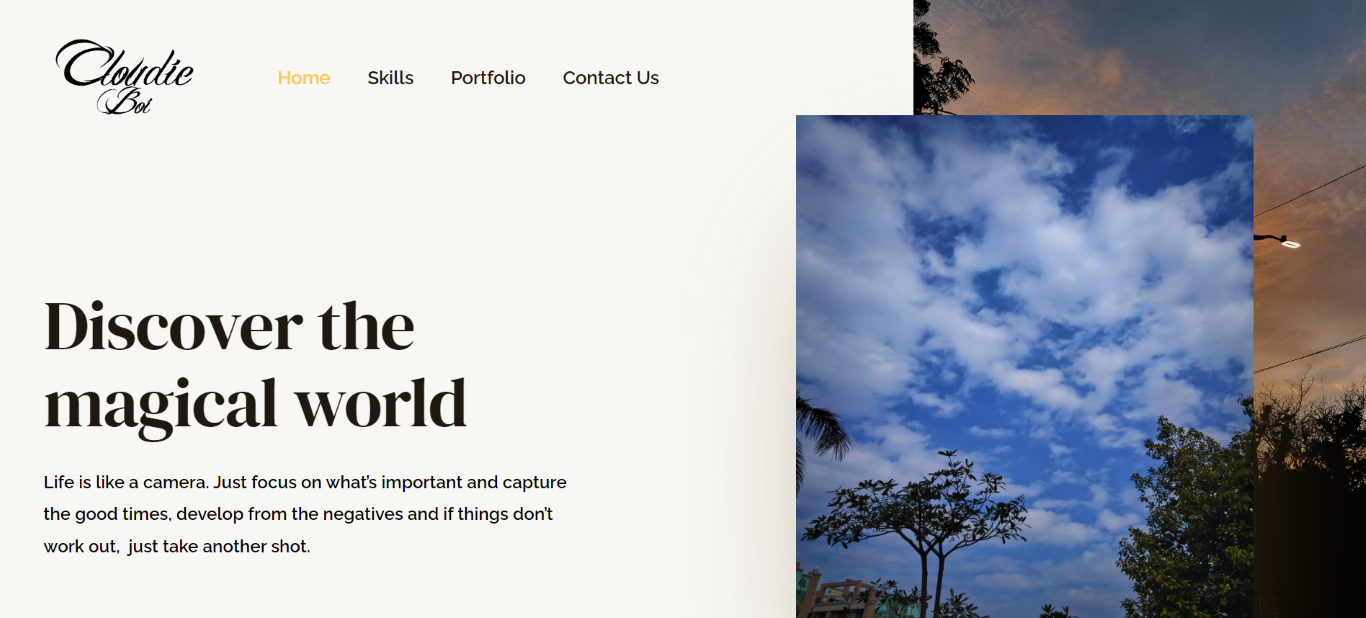 Cloudie
Boi
Home Skills Portfolio Contact Us
Discover the
magical world
Life is like a camera. Just focus on what's important and capture
the good times, develop from the negatives and if things don't
work out, just take another shot.